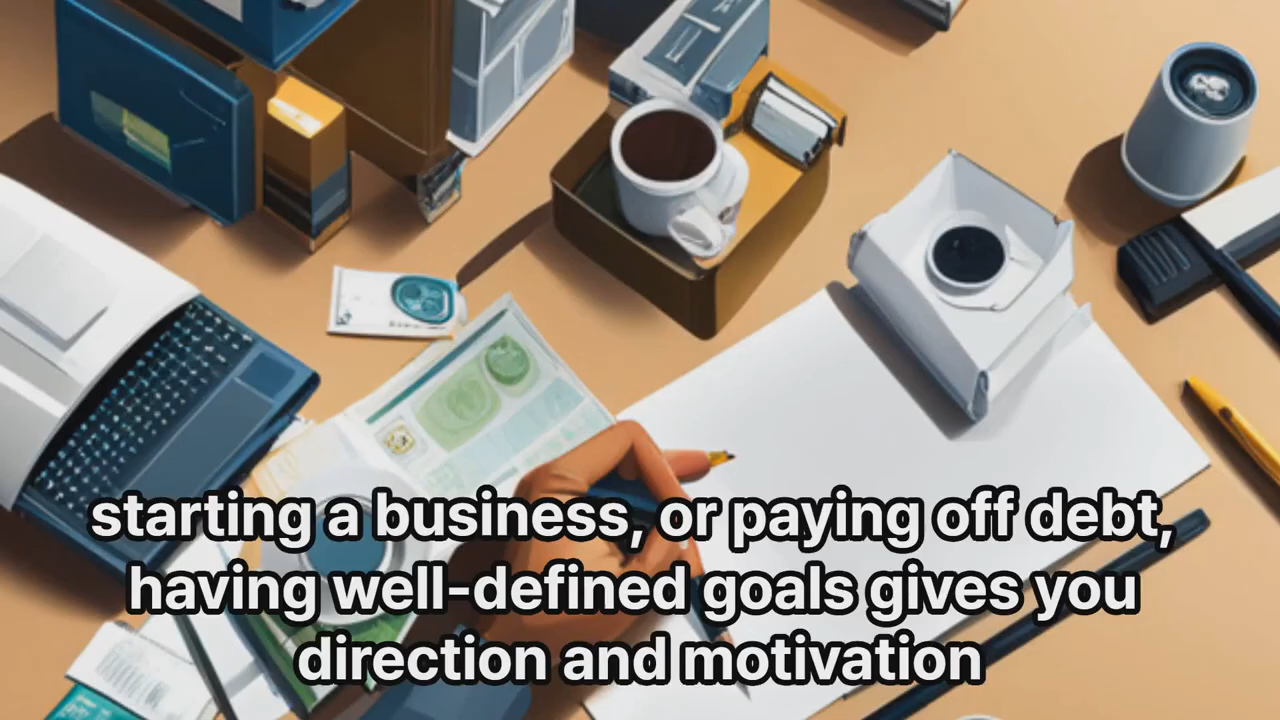 starting a business, or paying off debt,
having well-defined goals gives you
direction and motivation